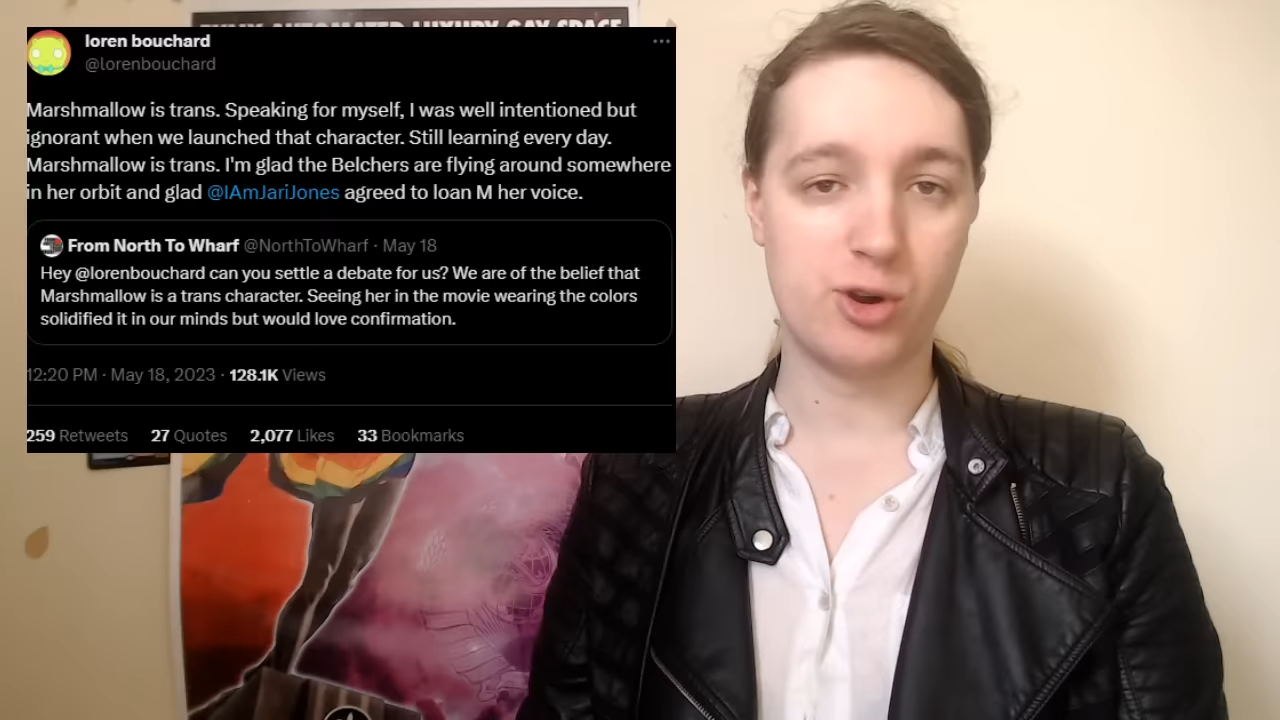 FULLY AUTOMATED LUXURY GAY SPACE
loren bouchard
@lorenbouchard
Marshmallow is trans. Speaking for myself, I was well intentioned but
ignorant when we launched that character. Still learning every day.
Marshmallow is trans. I'm glad the Belchers are flying around somewhere
in her orbit and glad @IAmJariJones agreed to loan M her voice.
From North To Wharf @NorthToWharf · May 18
Hey @lorenbouchard can you settle a debate for us? We are of the belief that
Marshmallow is a trans character. Seeing her in the movie wearing the colors
solidified it in our minds but would love confirmation.
12:20 PM · May 18, 2023 · 128.1K Views
259 Retweets 27 Quotes 2,077 Likes 33 Bookmarks